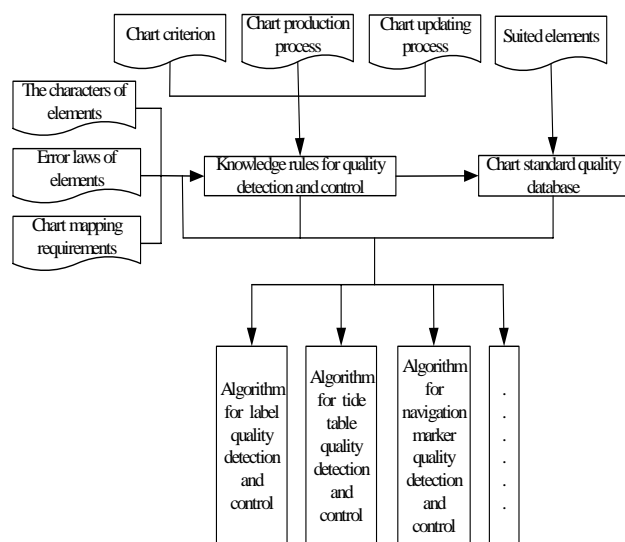 Chart criterion
Chart production
process
Chart updating
process
Suited elements
The characters of
elements
Error laws of
elements
Chart mapping
requirements
Knowledge rules for quality
detection and control
Chart standard quality
database
Algorithm
for label
quality
detection
and
control
Algorithm
for tide
table
quality
detection
and
control
Algorithm
for
navigation
marker
quality
detection
and
control
.
.
.
.
.
.